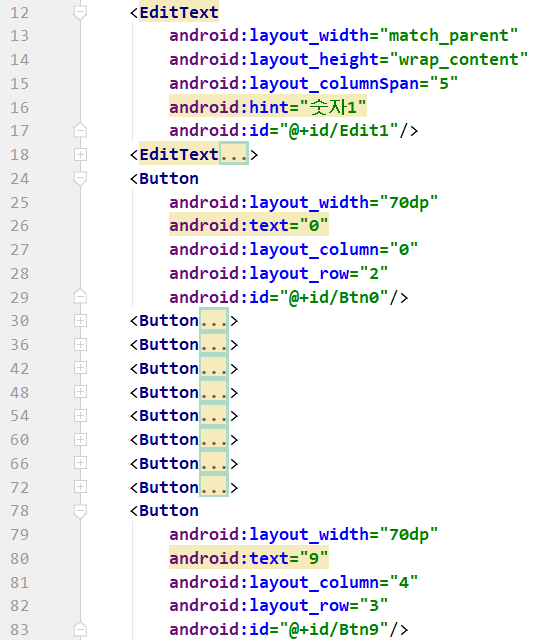 12 <EditText
13 android:layout_width="match_parent"
14 android:layout_height="wrap_content"
15 android:layout_columnSpan="5"
16 android:hint="숫자1"
17 android:id="@+id/Edit1"/>
18 <EditText...>
24 <Button
25 android:layout_width="70dp"
26 android:text="0"
27 android:layout_column="0"
28 android:layout_row="2"
29 android:id="@+id/Btn0"/>
30 <Button...>
36 <Button...>
42 <Button...>
48 <Button...>
54 <Button...>
60 <Button...>
66 <Button...>
72 <Button...>
78 <Button
79 android:layout_width="70dp"
80 android:text="9"
81 android:layout_column="4"
82 android:layout_row="3"
83 android:id="@+id/Btn9"/>